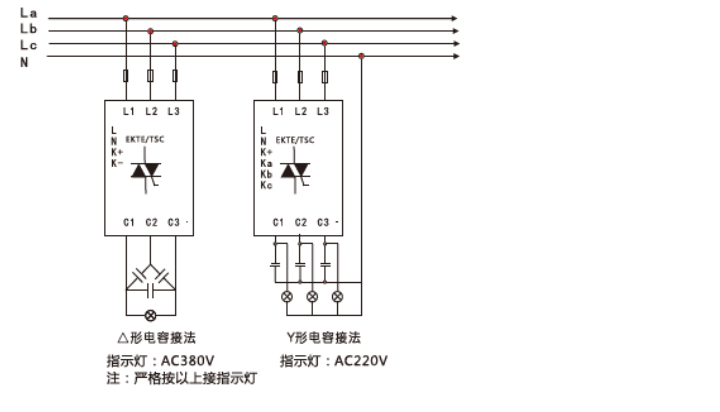 La
Lb
Lc
N
L1 L2 L3
L
N EKTE/TSC
K+
K-
C1 C2 C3
L1 L2 L3
L
N EKTE/TSC
K+
Ka
Kb
Kc
C1 C2 C3 -
△形电容接法
指示灯：AC380V
注：严格按以上接指示灯
Y形电容接法
指示灯：AC220V